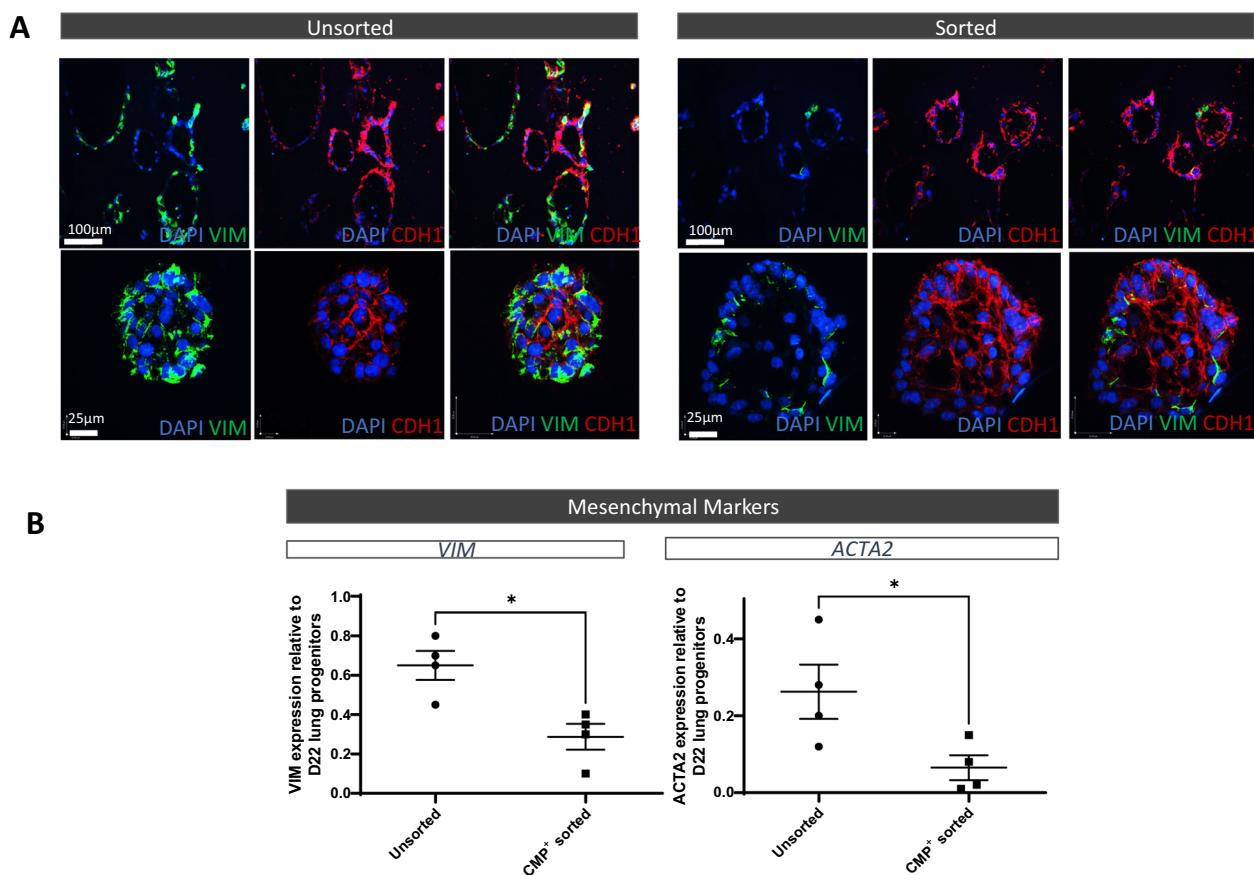 A
Unsorted
Sorted
DAPI VIM
DAPI CDH1
DAPI VIM CDH1
DAPI VIM
DAPI CDH1
DAPI VIM CDH1
100µm
100µm
DAPI VIM
DAPI CDH1
DAPI VIM CDH1
DAPI VIM
DAPI CDH1
DAPI VIM CDH1
25µm
25µm
B
Mesenchymal Markers
VIM
ACTA2
VIM expression relative to
D22 lung progenitors
1.0
0.8
0.6
0.4
0.2
0.0
*
Unsorted
CMP⁺ sorted
ACTA2 expression relative to
D22 lung progenitors
0.4
0.2
0.0
*
Unsorted
CMP⁺ sorted